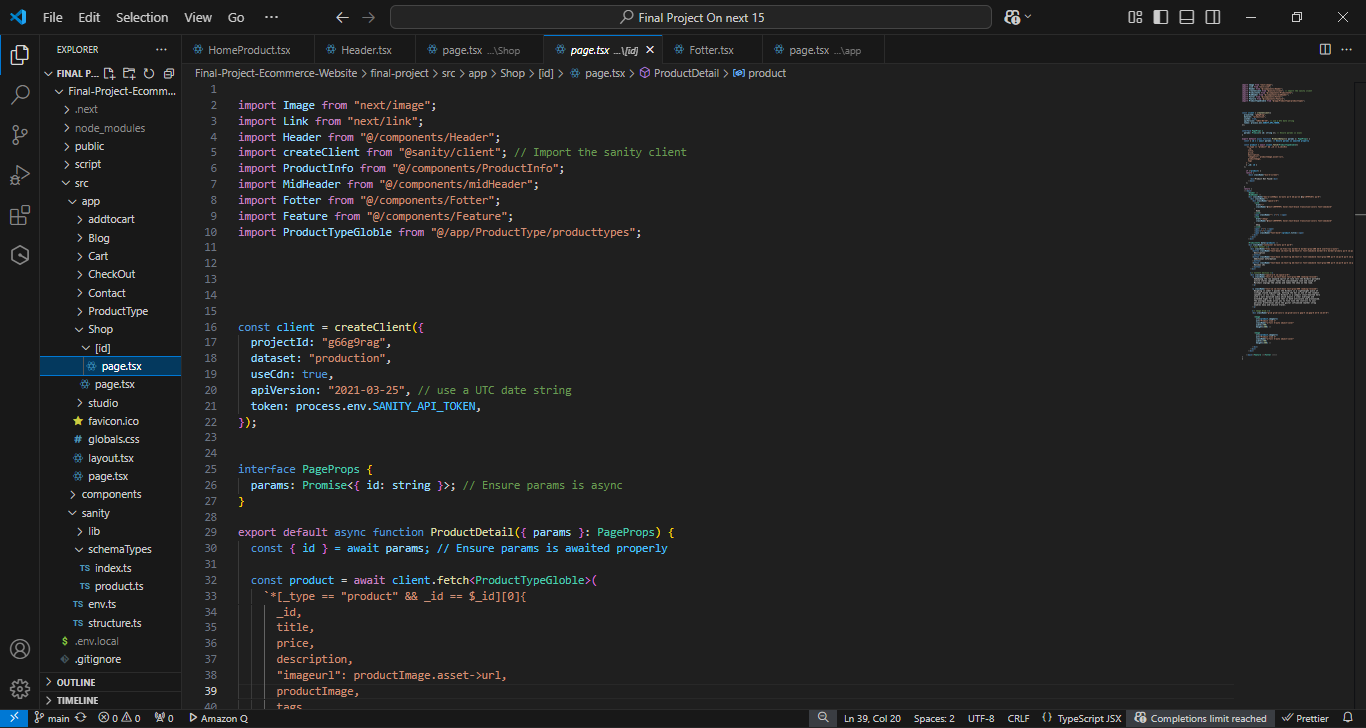 File Edit Selection View Go ··· Final Project On next 15
EXPLORER ···
HomeProduct.tsx Header.tsx page.tsx ...\Shop page.tsx ...\[id] Fotter.tsx page.tsx ...\app
FINAL P...
Final-Project-Ecomm...
.next
node_modules
public
script
src
app
addtocart
Blog
Cart
CheckOut
Contact
ProductType
Shop
[id]
page.tsx
page.tsx
studio
favicon.ico
# globals.css
layout.tsx
page.tsx
components
sanity
lib
schemaTypes
TS index.ts
TS product.ts
TS env.ts
TS structure.ts
$ .env.local
.gitignore
OUTLINE
TIMELINE
Final-Project-Ecommerce-Website > final-project > src > app > Shop > [id] > page.tsx > ProductDetail > product
1
2 import Image from "next/image";
3 import Link from "next/link";
4 import Header from "@/components/Header";
5 import createClient from "@sanity/client"; // Import the sanity client
6 import ProductInfo from "@/components/ProductInfo";
7 import MidHeader from "@/components/midHeader";
8 import Fotter from "@/components/Fotter";
9 import Feature from "@/components/Feature";
10 import ProductTypeGloble from "@/app/ProductType/producttypes";
11
12
13
14
15
16 const client = createClient({
17 projectId: "g66g9rag",
18 dataset: "production",
19 useCdn: true,
20 apiVersion: "2021-03-25", // use a UTC date string
21 token: process.env.SANITY_API_TOKEN,
22 });
23
24
25 interface PageProps {
26 params: Promise<{ id: string }>; // Ensure params is async
27 }
28
29 export default async function ProductDetail({ params }: PageProps) {
30 const { id } = await params; // Ensure params is awaited properly
31
32 const product = await client.fetch<ProductTypeGloble>(
33 `*[_type == "product" && _id == $_id][0]{
34 _id,
35 title,
36 price,
37 description,
38 "imageurl": productImage.asset->url,
39 productImage,
40 tags
main 0 0 0 Amazon Q Ln 39, Col 20 Spaces: 2 UTF-8 CRLF {} TypeScript JSX Completions limit reached Prettier